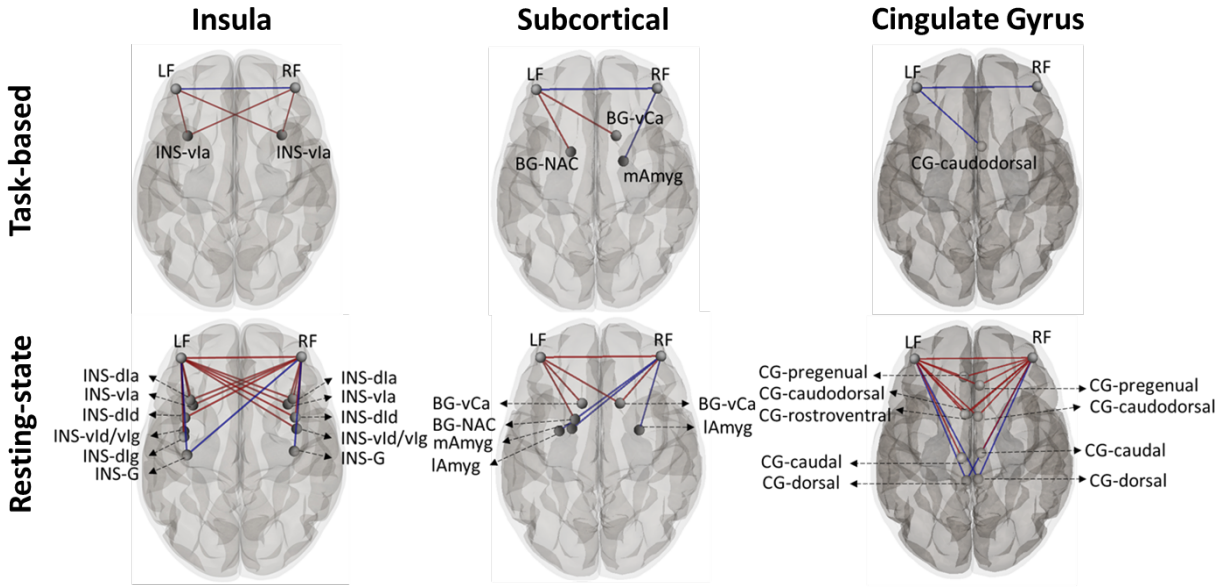 Insula
Subcortical
Cingulate Gyrus
Task-based
LF
RF
INS-vIa
INS-vIa
LF
RF
BG-vCa
BG-NAC
mAmyg
LF
RF
CG-caudodorsal
Resting-state
LF
RF
INS-dIa
INS-vIa
INS-dId
INS-vId/vIg
INS-dIg
INS-G
INS-dIa
INS-vIa
INS-dId
INS-vId/vIg
INS-G
LF
RF
BG-vCa
BG-NAC
mAmyg
lAmyg
BG-vCa
lAmyg
LF
RF
CG-pregenual
CG-caudodorsal
CG-rostroventral
CG-caudal
CG-dorsal
CG-pregenual
CG-caudodorsal
CG-caudal
CG-dorsal